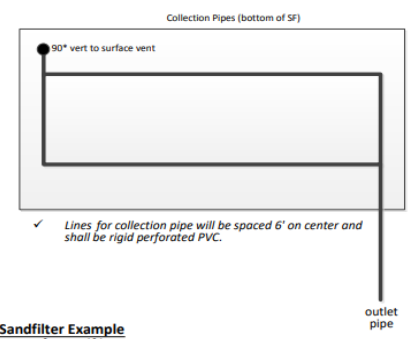 Collection Pipes (bottom of SF)
90° vert to surface vent
✓ Lines for collection pipe will be spaced 6' on center and
shall be rigid perforated PVC.
outlet
pipe
Sandfilter Example